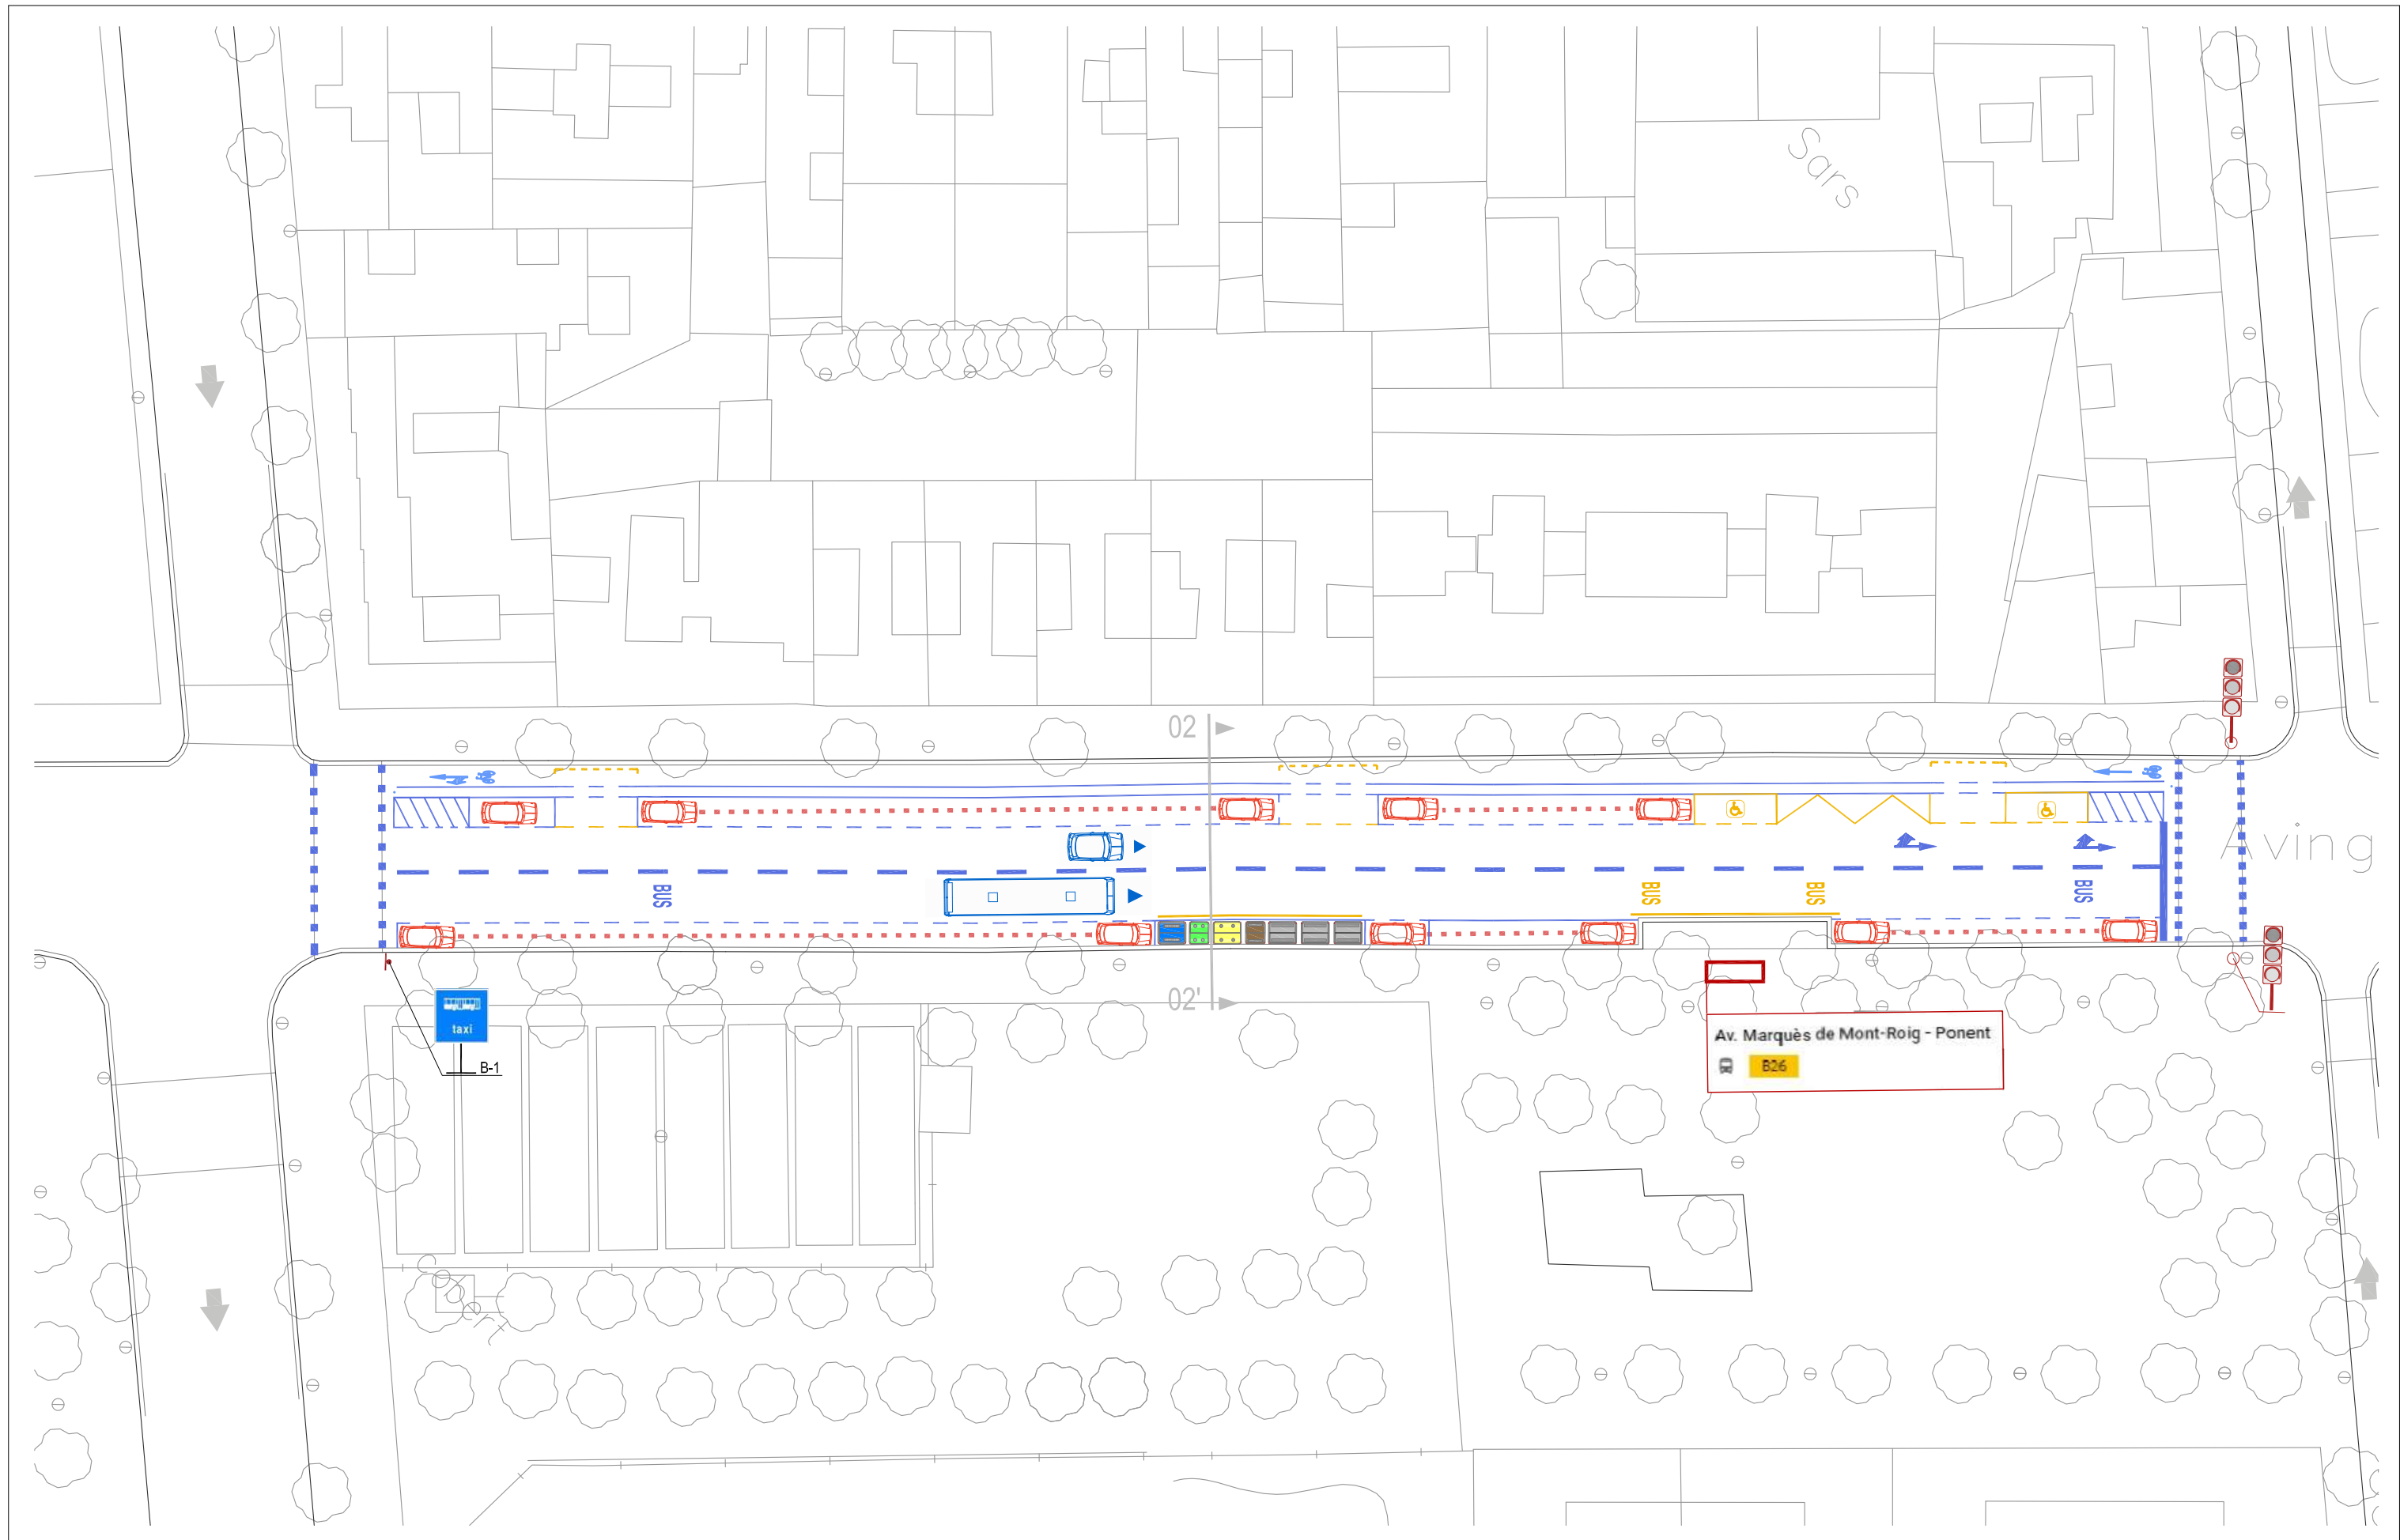 Sars
02
Aving
BUS
BUS
BUS
BUS
02'
taxi
B-1
Av. Marquès de Mont-Roig - Ponent
B26